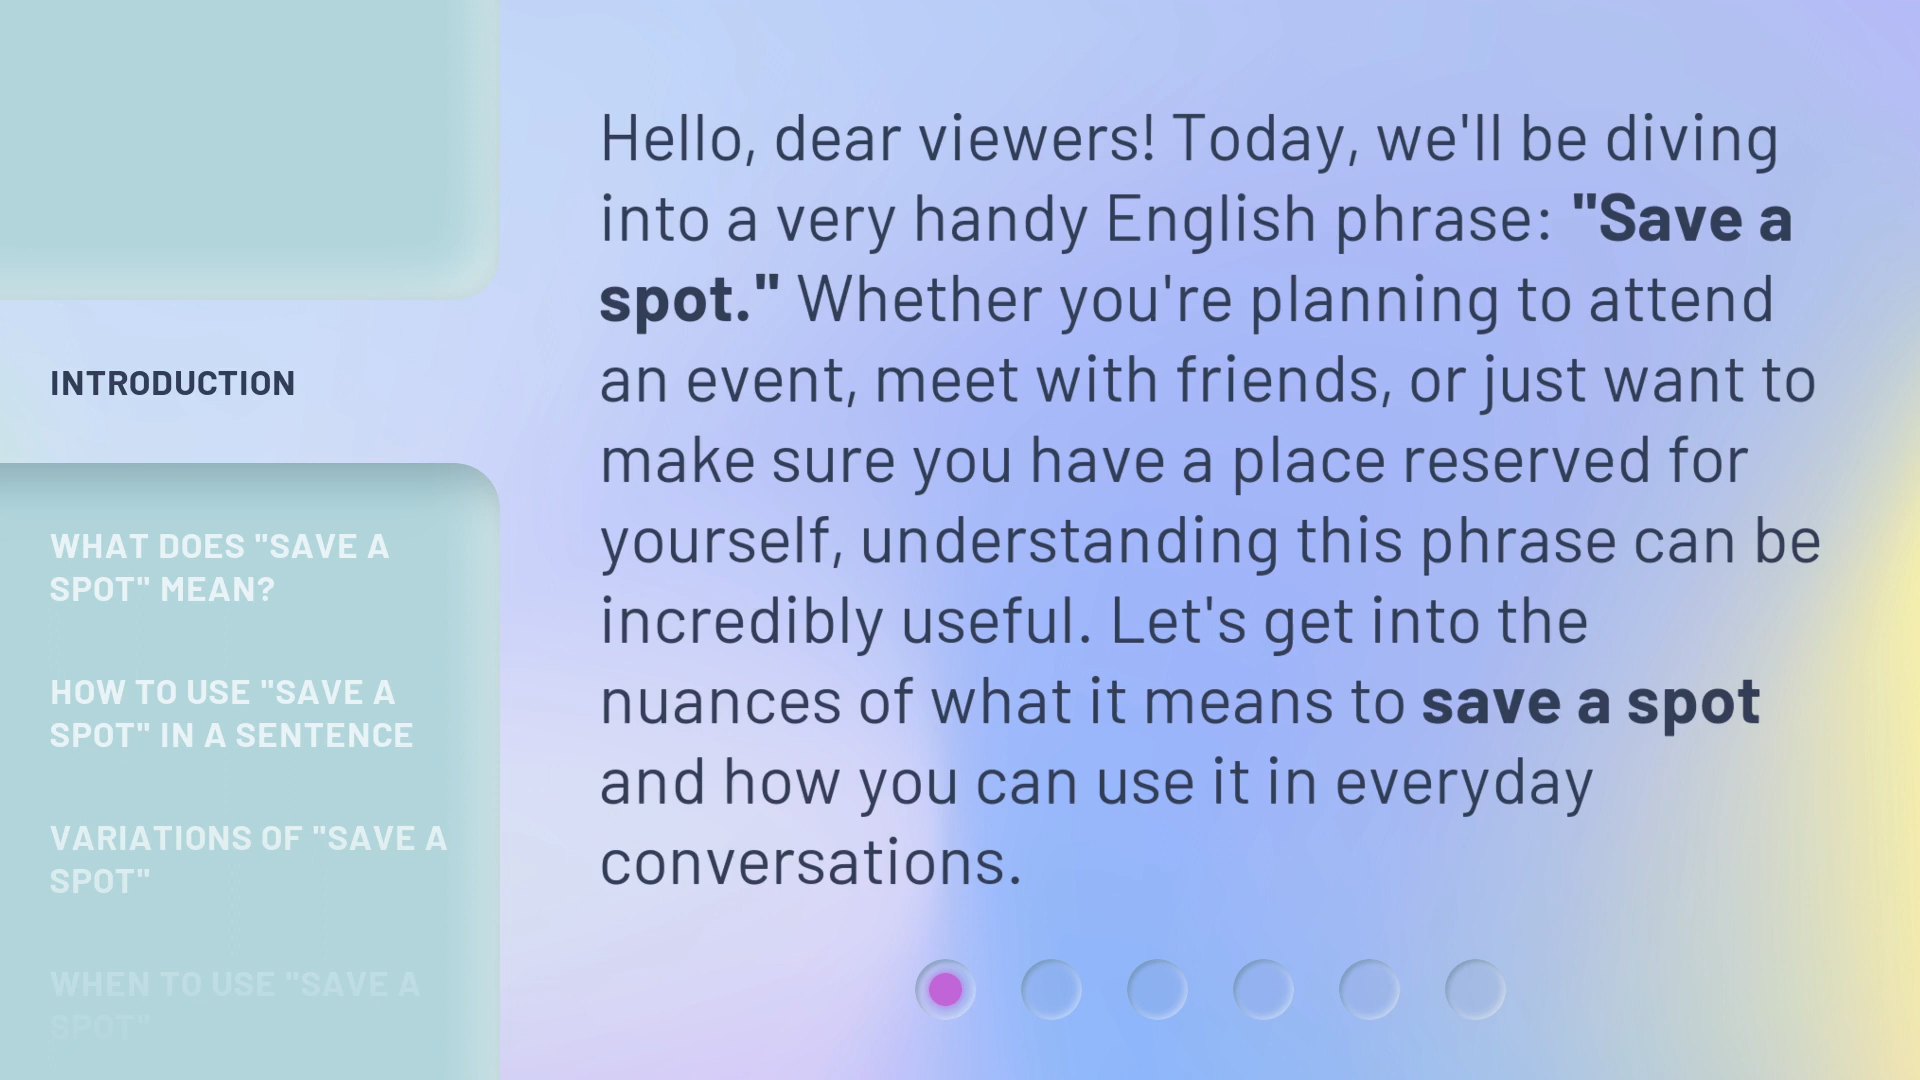 INTRODUCTION
WHAT DOES "SAVE A
SPOT" MEAN?
HOW TO USE "SAVE A
SPOT" IN A SENTENCE
VARIATIONS OF "SAVE A
SPOT"
WHEN TO USE "SAVE A
SPOT"
Hello, dear viewers! Today, we'll be diving
into a very handy English phrase: "Save a
spot." Whether you're planning to attend
an event, meet with friends, or just want to
make sure you have a place reserved for
yourself, understanding this phrase can be
incredibly useful. Let's get into the
nuances of what it means to save a spot
and how you can use it in everyday
conversations.